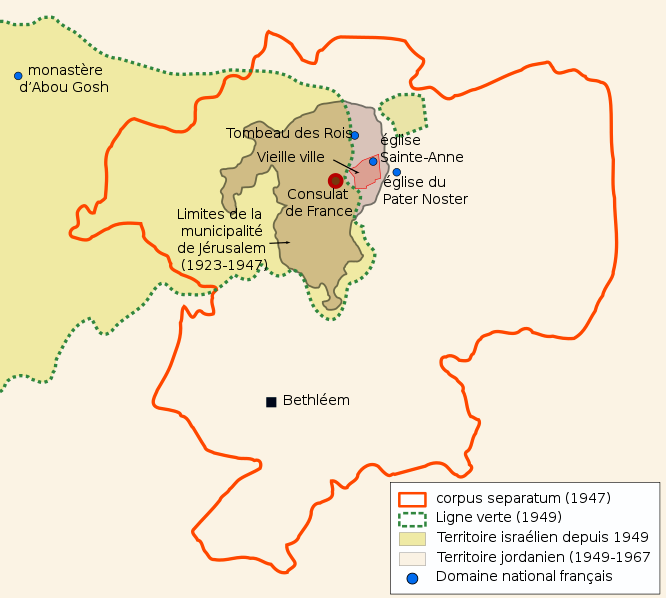 monastère
d'Abou Gosh
Tombeau des Rois
église
Sainte-Anne
Vieille ville
église du
Pater Noster
Consulat
de France
Limites de la
municipalité
de Jérusalem
(1923-1947)
Bethléem
corpus separatum (1947)
Ligne verte (1949)
Territoire israélien depuis 1949
Territoire jordanien (1949-1967
Domaine national français